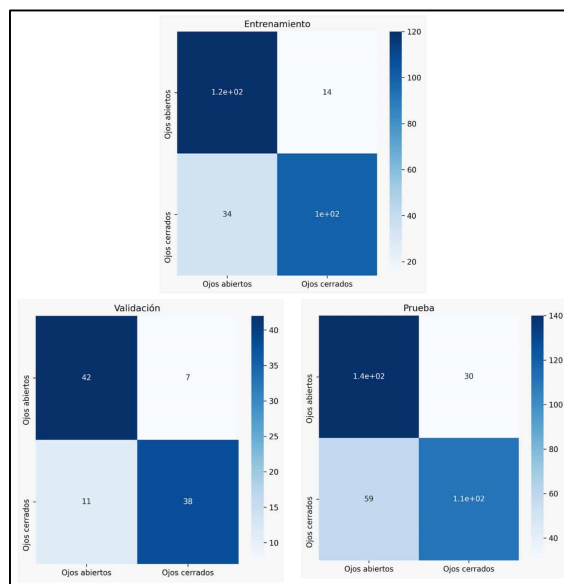 Entrenamiento
120
Ojos abiertos
1.2e+02
14
100
80
60
Ojos cerrados
34
1e+02
40
20
Ojos abiertos
Ojos cerrados
Validación
40
Ojos abiertos
42
7
35
30
25
20
Ojos cerrados
11
38
15
10
Ojos abiertos
Ojos cerrados
Prueba
140
Ojos abiertos
1.4e+02
30
120
100
80
Ojos cerrados
59
1.1e+02
60
40
Ojos abiertos
Ojos cerrados